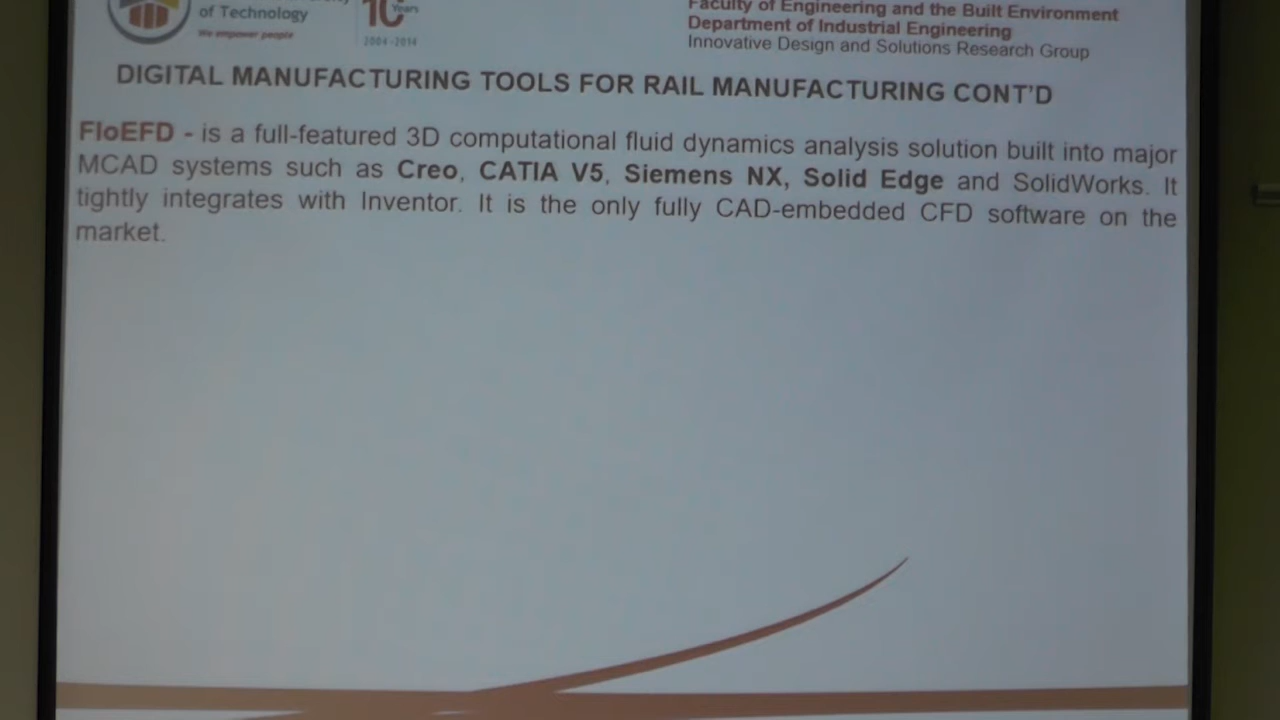 of Technology
We empower people
10 Years
2004-2014
Faculty of Engineering and the Built Environment
Department of Industrial Engineering
Innovative Design and Solutions Research Group
DIGITAL MANUFACTURING TOOLS FOR RAIL MANUFACTURING CONT'D
FloEFD - is a full-featured 3D computational fluid dynamics analysis solution built into major
MCAD systems such as Creo, CATIA V5, Siemens NX, Solid Edge and SolidWorks. It
tightly integrates with Inventor. It is the only fully CAD-embedded CFD software on the
market.